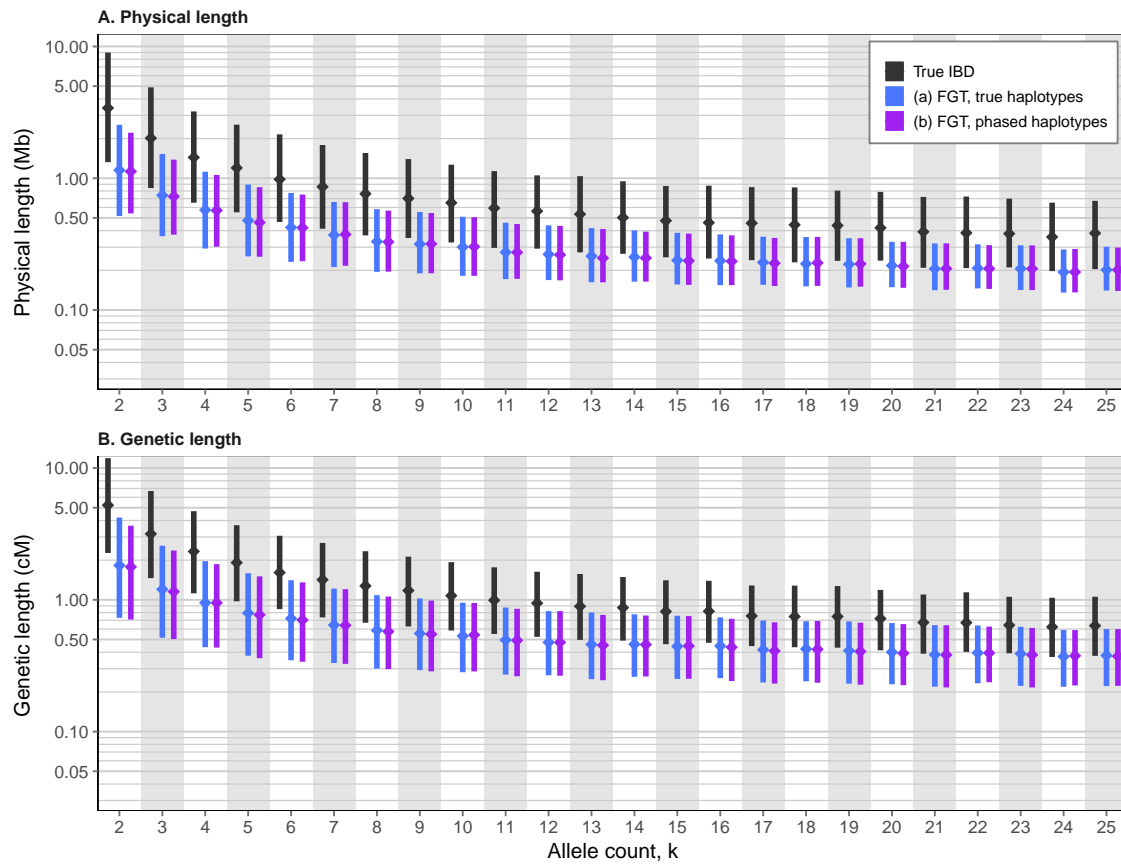 A. Physical length
10.00
5.00
1.00
0.50
0.10
0.05
Physical length (Mb)
True IBD
(a) FGT, true haplotypes
(b) FGT, phased haplotypes
2 3 4 5 6 7 8 9 10 11 12 13 14 15 16 17 18 19 20 21 22 23 24 25
B. Genetic length
10.00
5.00
1.00
0.50
0.10
0.05
Genetic length (cM)
2 3 4 5 6 7 8 9 10 11 12 13 14 15 16 17 18 19 20 21 22 23 24 25
Allele count, k